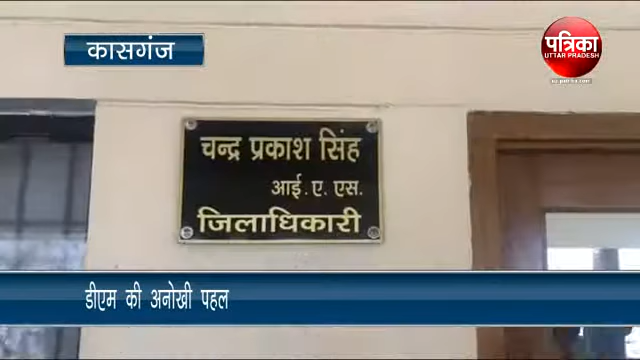 कासगंज
पत्रिका
UTTAR PRADESH
चन्द्र प्रकाश सिंह
आई.ए. एस.
जिलाधिकारी
डीएम की अनोखी पहल